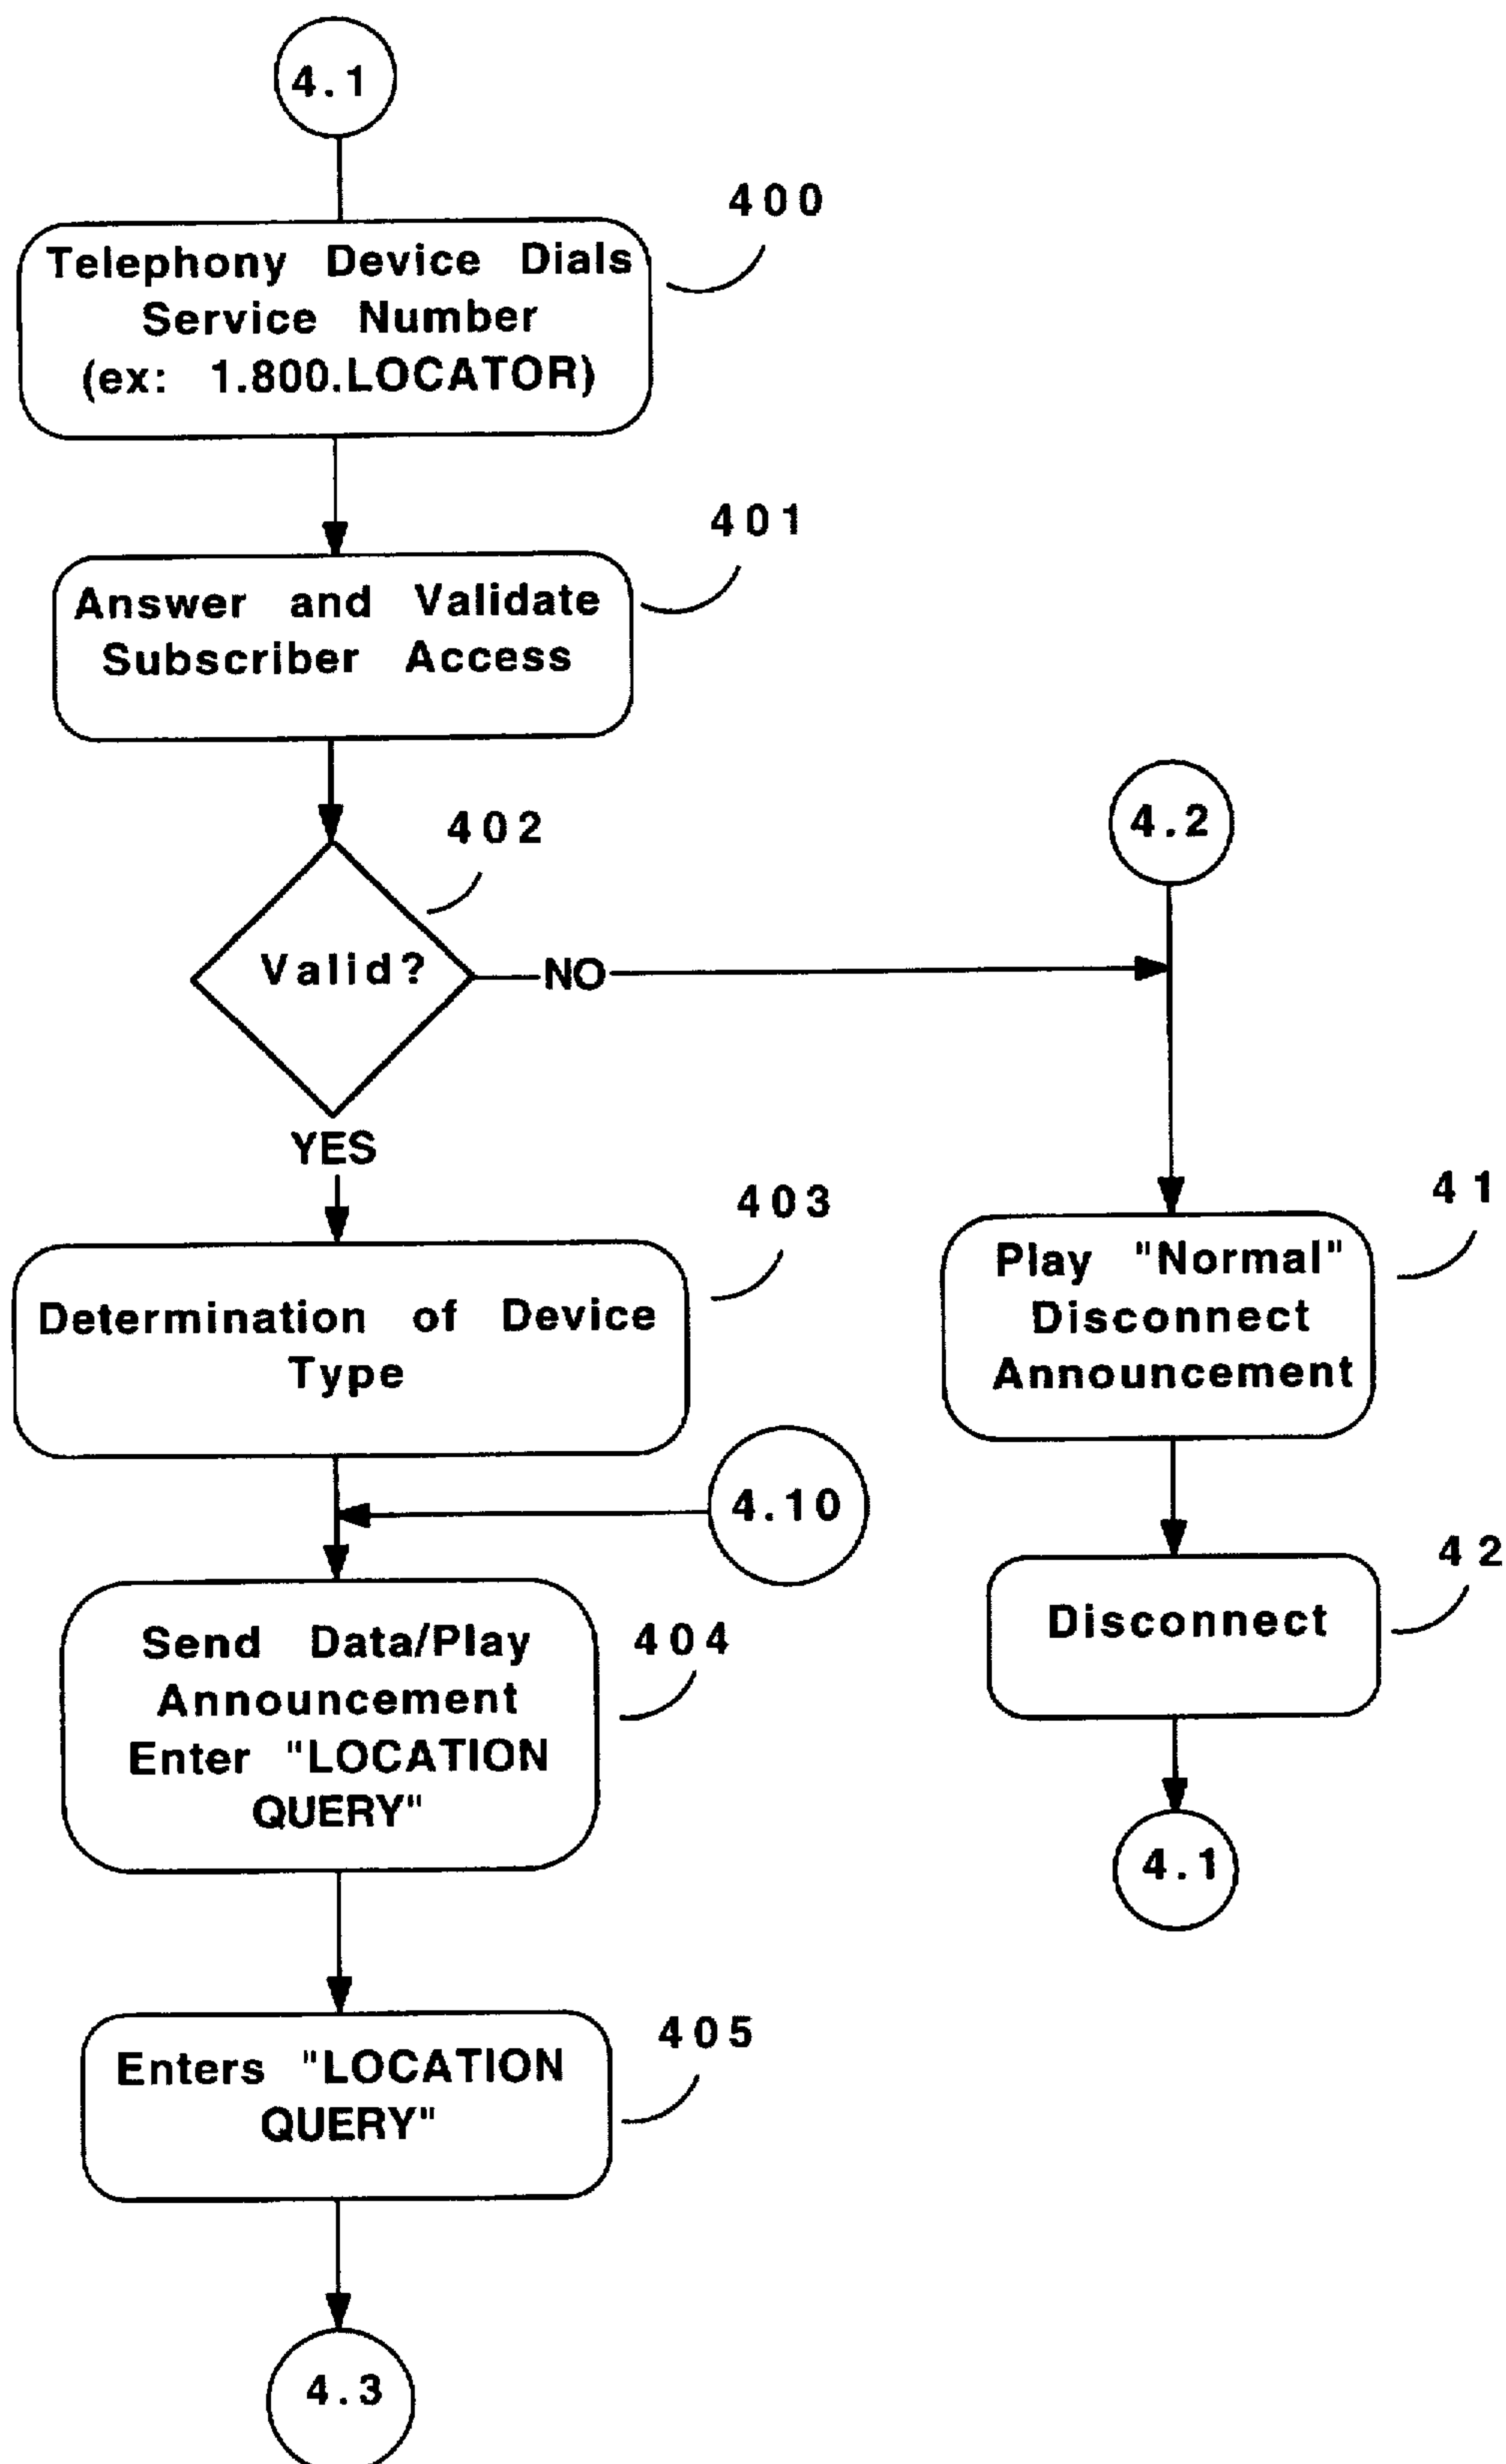 4.1
400
Telephony Device Dials
Service Number
(ex: 1.800.LOCATOR)
401
Answer and Validate
Subscriber Access
402
Valid?
NO
YES
4.2
403
Determination of Device
Type
4.10
404
Send Data/Play
Announcement
Enter "LOCATION
QUERY"
405
Enters "LOCATION
QUERY"
4.3
41
Play "Normal"
Disconnect
Announcement
42
Disconnect
4.1